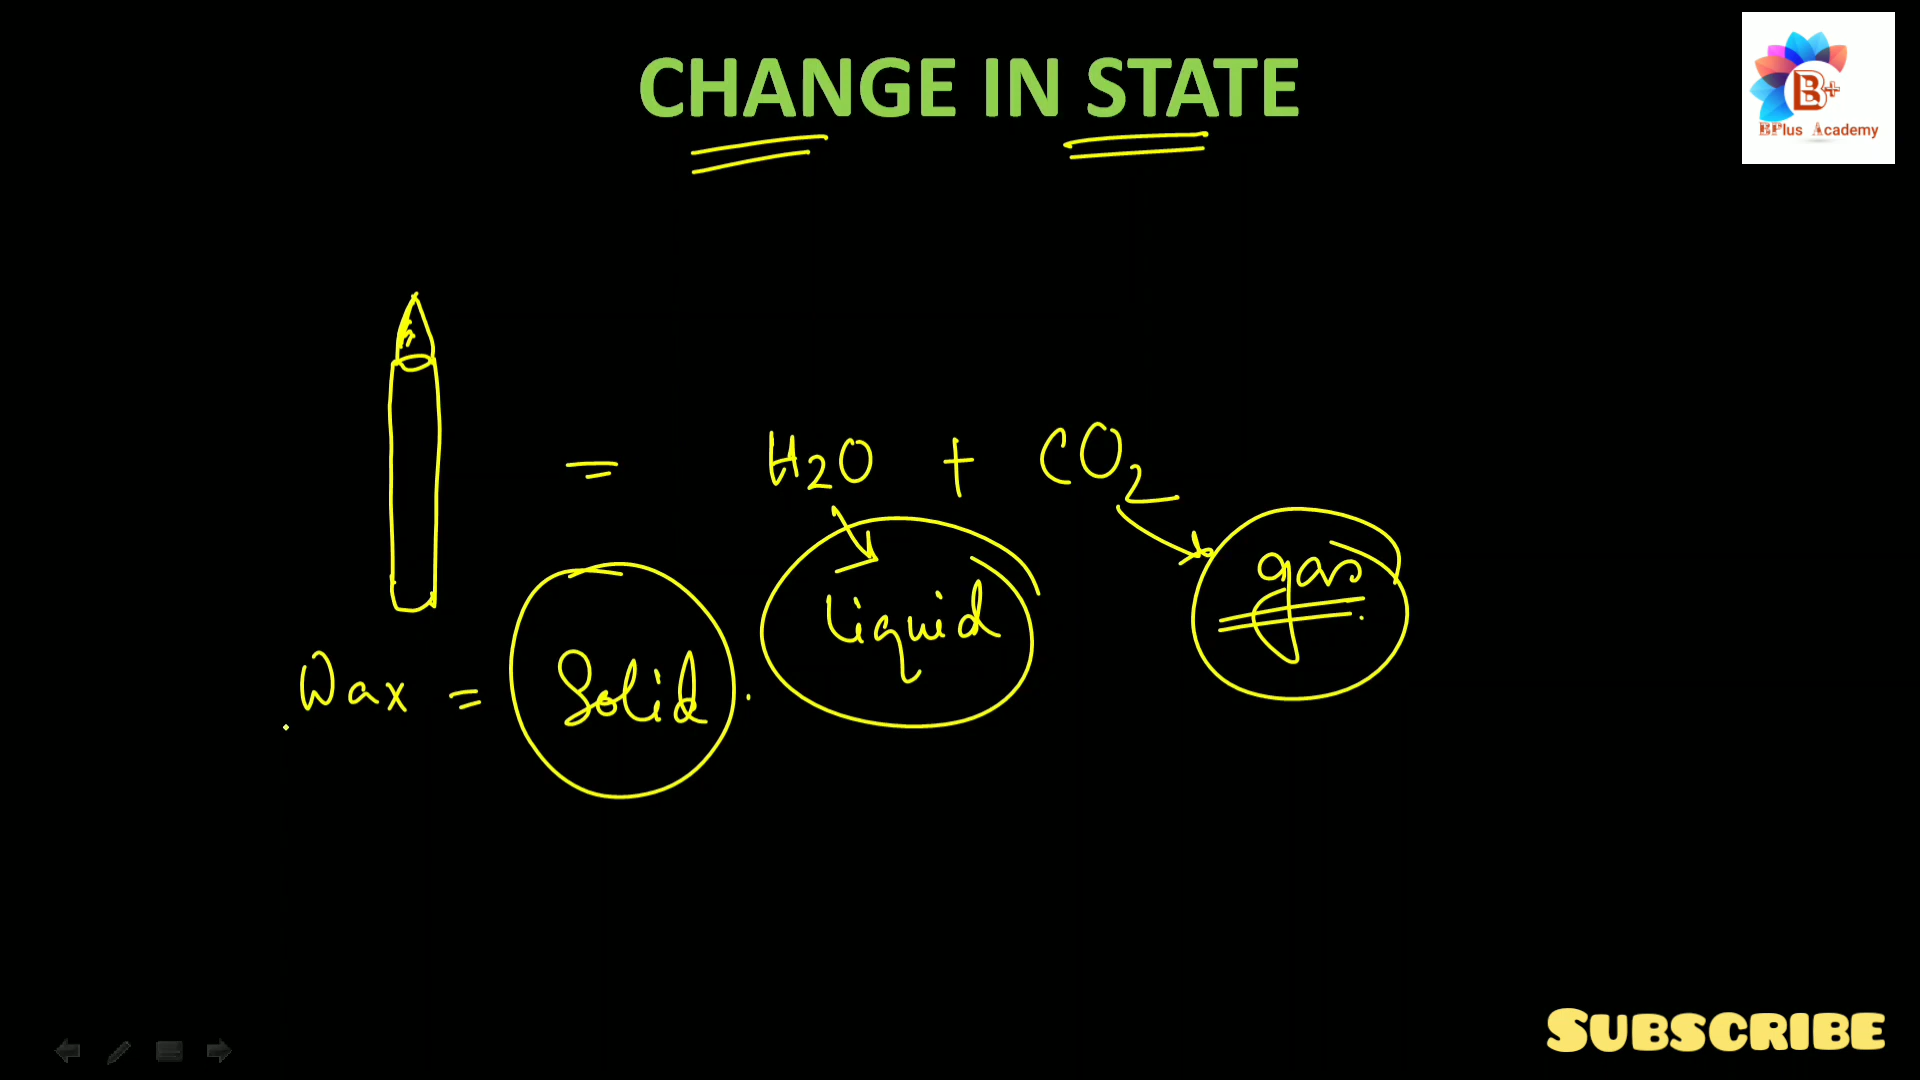 CHANGE IN STATE
B+
BPlus Academy
= H2O + CO2
liquid
gas
Wax = Solid.
SUBSCRIBE